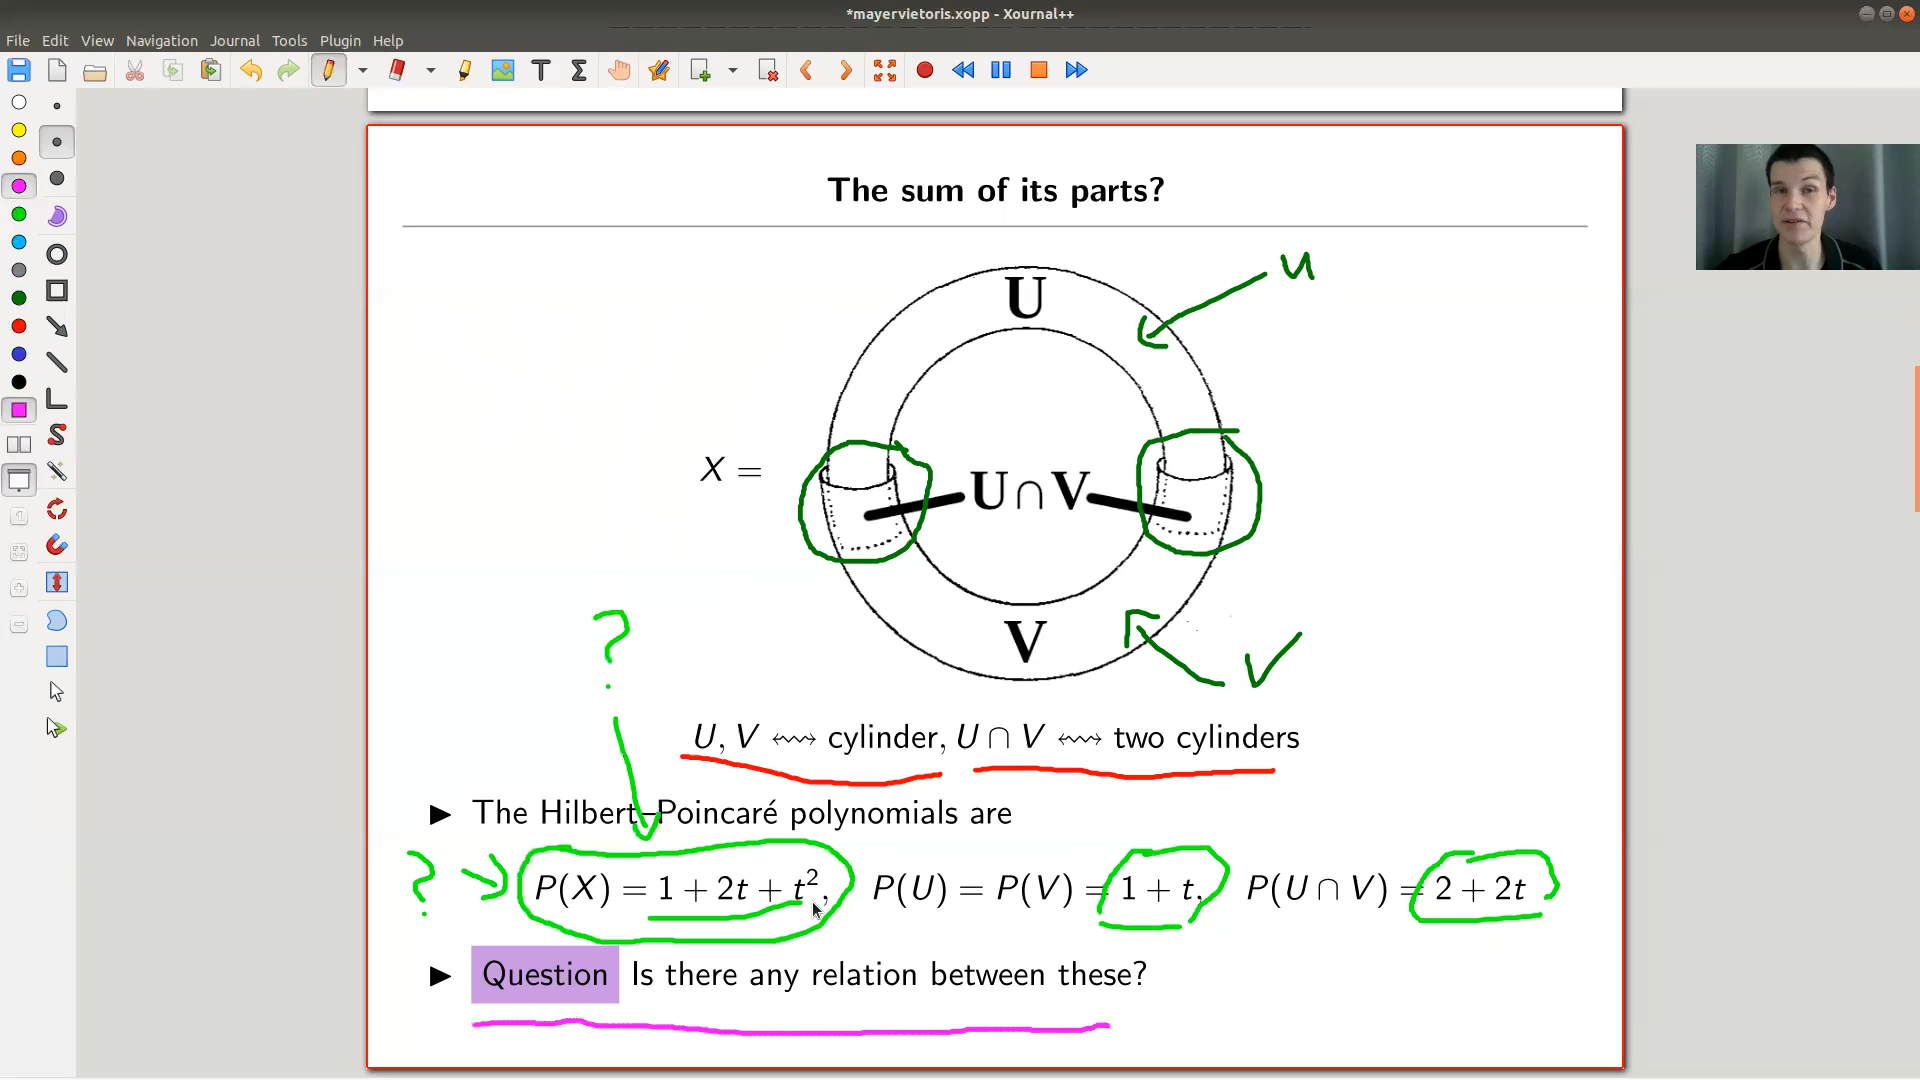 *mayervietoris.xopp - Xournal++
File Edit View Navigation Journal Tools Plugin Help
The sum of its parts?
U
u
X =
U∩V
V
V
?
U, V ↭ cylinder, U ∩ V ↭ two cylinders
▶ The Hilbert–Poincaré polynomials are
? P(X) = 1 + 2t + t², P(U) = P(V) = 1 + t, P(U ∩ V) = 2 + 2t
▶ Question Is there any relation between these?